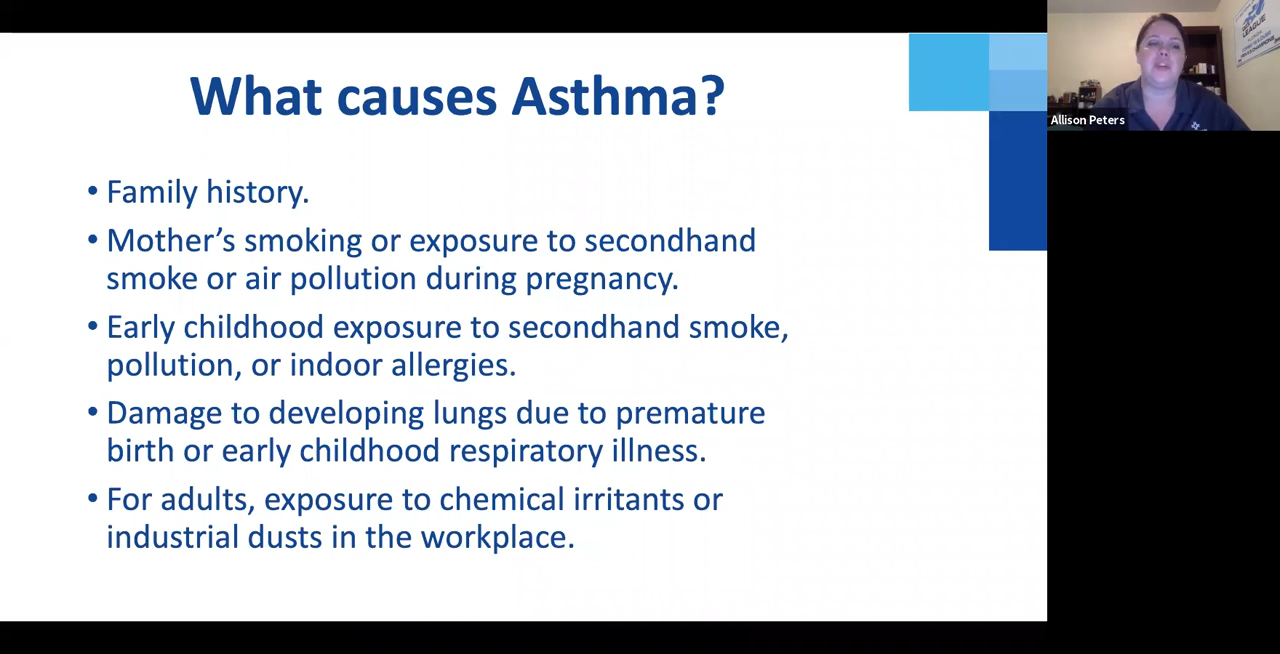 What causes Asthma?
• Family history.
• Mother’s smoking or exposure to secondhand
smoke or air pollution during pregnancy.
• Early childhood exposure to secondhand smoke,
pollution, or indoor allergies.
• Damage to developing lungs due to premature
birth or early childhood respiratory illness.
• For adults, exposure to chemical irritants or
industrial dusts in the workplace.
LEAGUE
Allison Peters